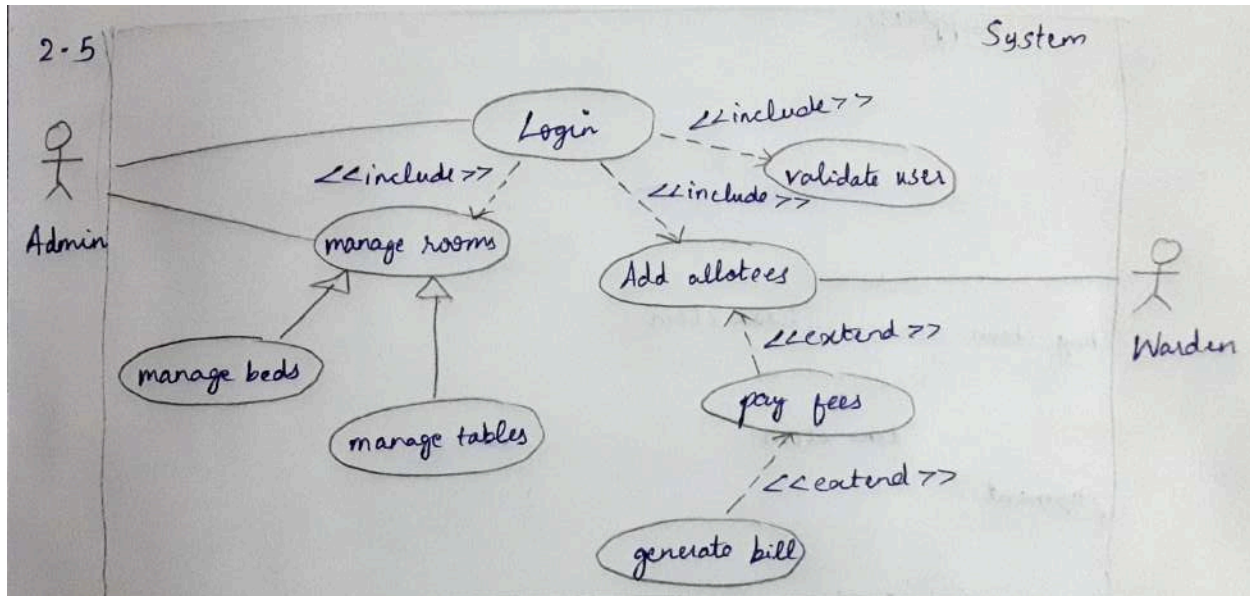 2.5
System
Login
<<include>>
<<include>>
validate user
<<include>>
Admin
manage rooms
Add allotees
<<extend>>
Warden
manage beds
pay fees
manage tables
<<extend>>
generate bill